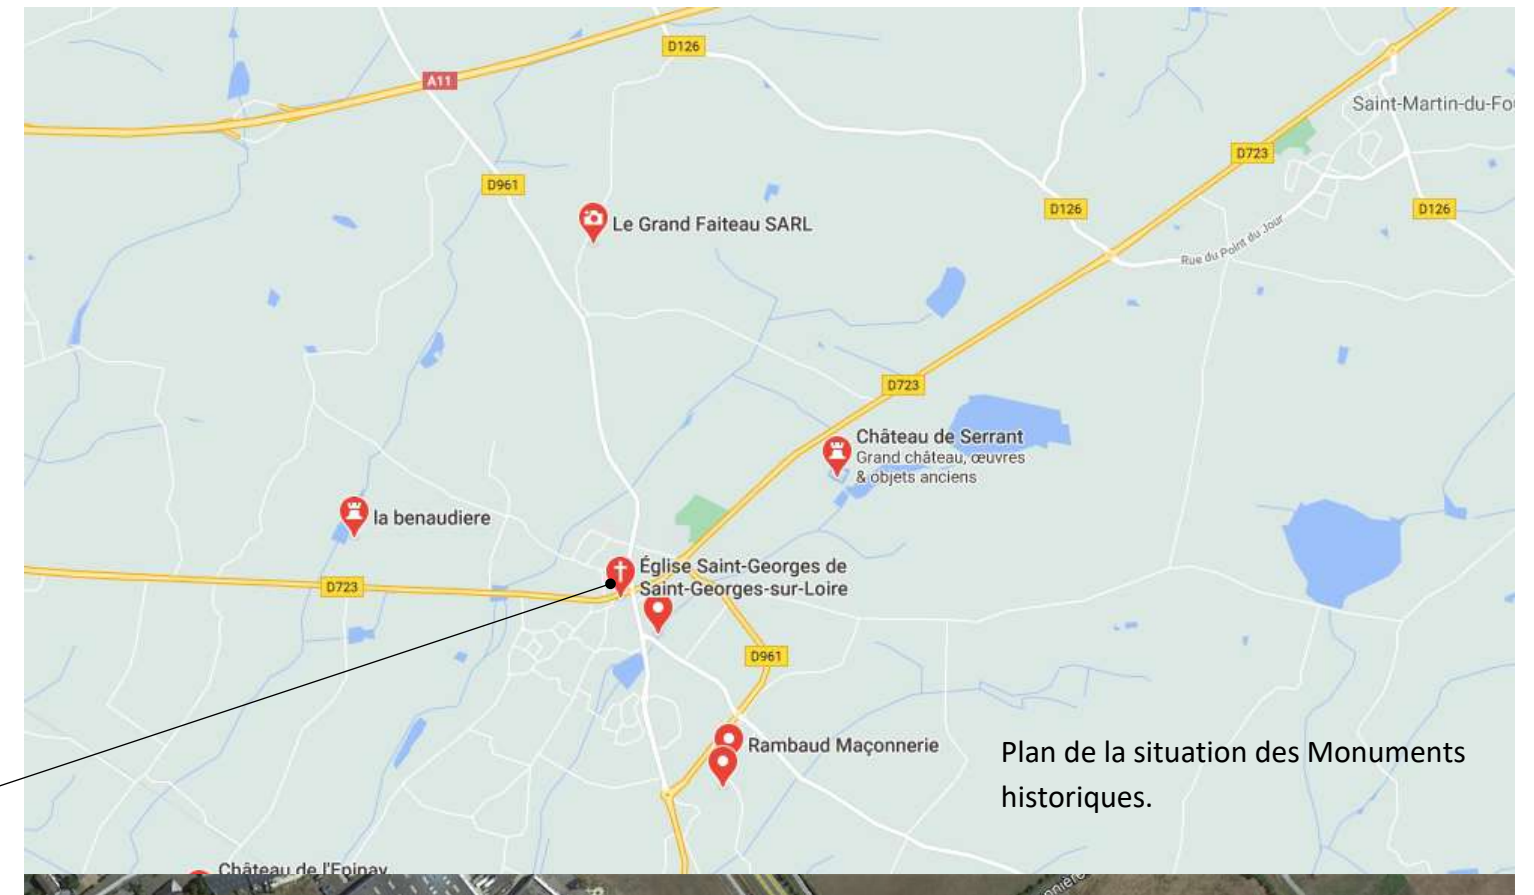 D126
A11
Saint-Martin-du-Fo
D723
D961
D126
D126
Le Grand Faiteau SARL
Rue du Point du Jour
D723
Château de Serrant
Grand château, œuvres
& objets anciens
la benaudiere
Église Saint-Georges de
Saint-Georges-sur-Loire
D723
D961
Rambaud Maçonnerie
Plan de la situation des Monuments
historiques.
Château de l'Epinay